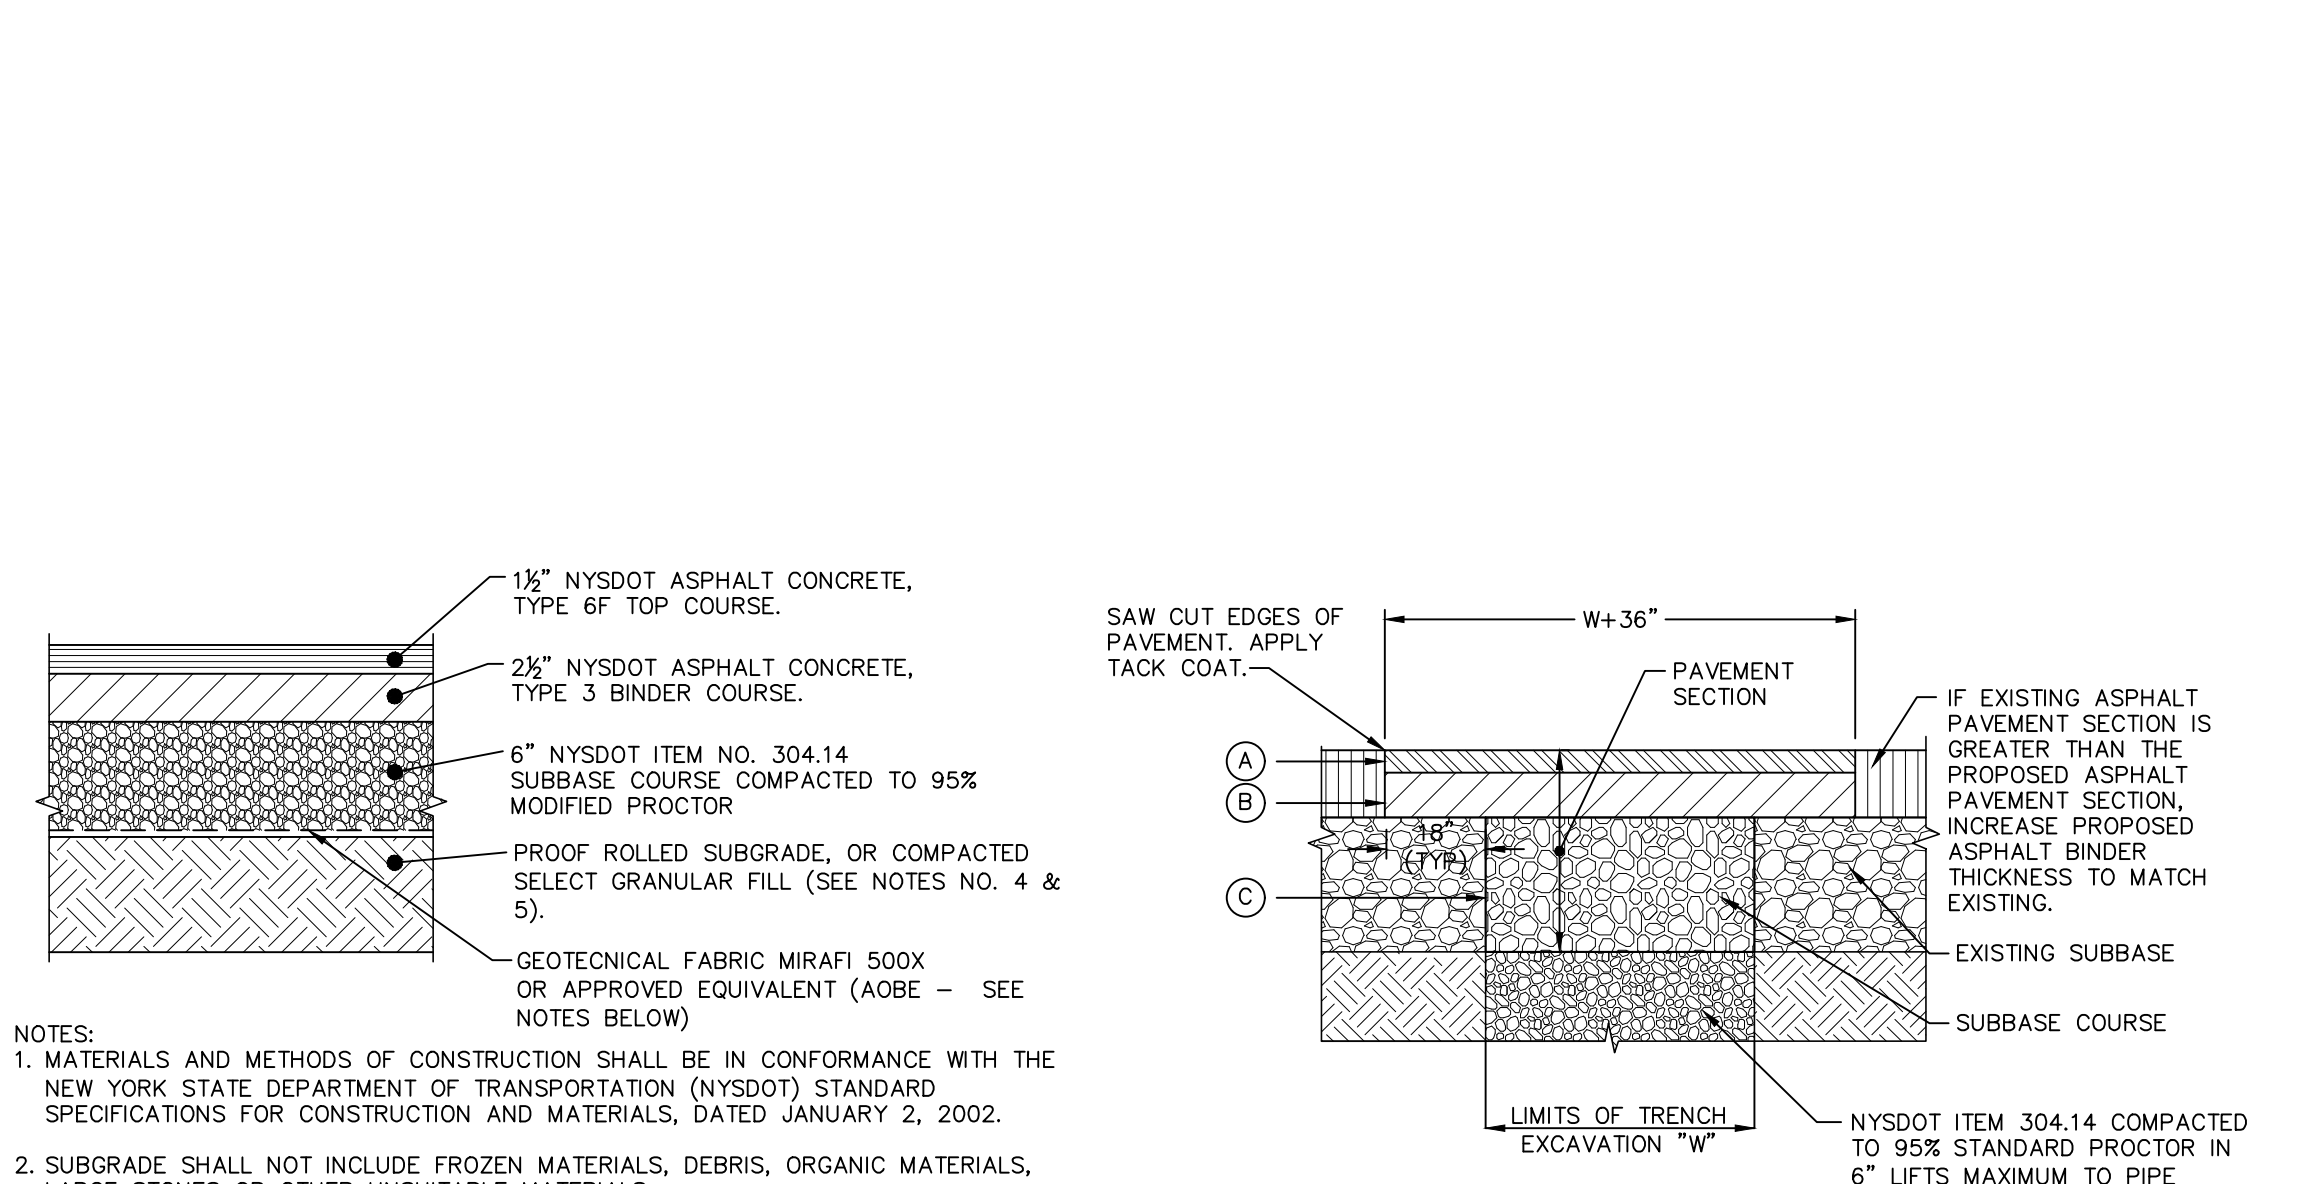 1½" NYSDOT ASPHALT CONCRETE,
TYPE 6F TOP COURSE.
2½" NYSDOT ASPHALT CONCRETE,
TYPE 3 BINDER COURSE.
6" NYSDOT ITEM NO. 304.14
SUBBASE COURSE COMPACTED TO 95%
MODIFIED PROCTOR
PROOF ROLLED SUBGRADE, OR COMPACTED
SELECT GRANULAR FILL (SEE NOTES NO. 4 &
5).
GEOTECNICAL FABRIC MIRAFI 500X
OR APPROVED EQUIVALENT (AOBE – SEE
NOTES BELOW)
NOTES:
1. MATERIALS AND METHODS OF CONSTRUCTION SHALL BE IN CONFORMANCE WITH THE
NEW YORK STATE DEPARTMENT OF TRANSPORTATION (NYSDOT) STANDARD
SPECIFICATIONS FOR CONSTRUCTION AND MATERIALS, DATED JANUARY 2, 2002.
2. SUBGRADE SHALL NOT INCLUDE FROZEN MATERIALS, DEBRIS, ORGANIC MATERIALS,
SAW CUT EDGES OF
PAVEMENT. APPLY
TACK COAT.
W+36"
PAVEMENT
SECTION
A
B
C
18"
(TYP)
IF EXISTING ASPHALT
PAVEMENT SECTION IS
GREATER THAN THE
PROPOSED ASPHALT
PAVEMENT SECTION,
INCREASE PROPOSED
ASPHALT BINDER
THICKNESS TO MATCH
EXISTING.
EXISTING SUBBASE
SUBBASE COURSE
LIMITS OF TRENCH
EXCAVATION "W"
NYSDOT ITEM 304.14 COMPACTED
TO 95% STANDARD PROCTOR IN
6" LIFTS MAXIMUM TO PIPE